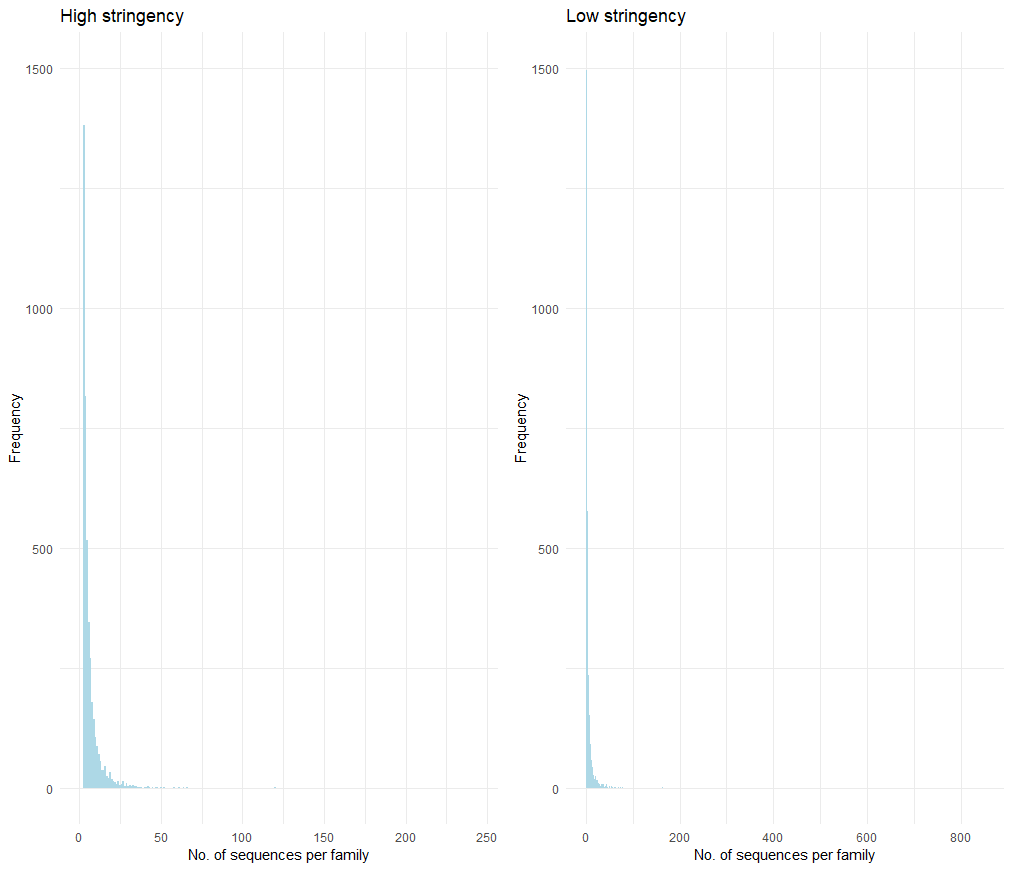 High stringency
1500
1000
500
0
Frequency
0 50 100 150 200 250
No. of sequences per family
Low stringency
1500
1000
500
0
Frequency
0 200 400 600 800
No. of sequences per family